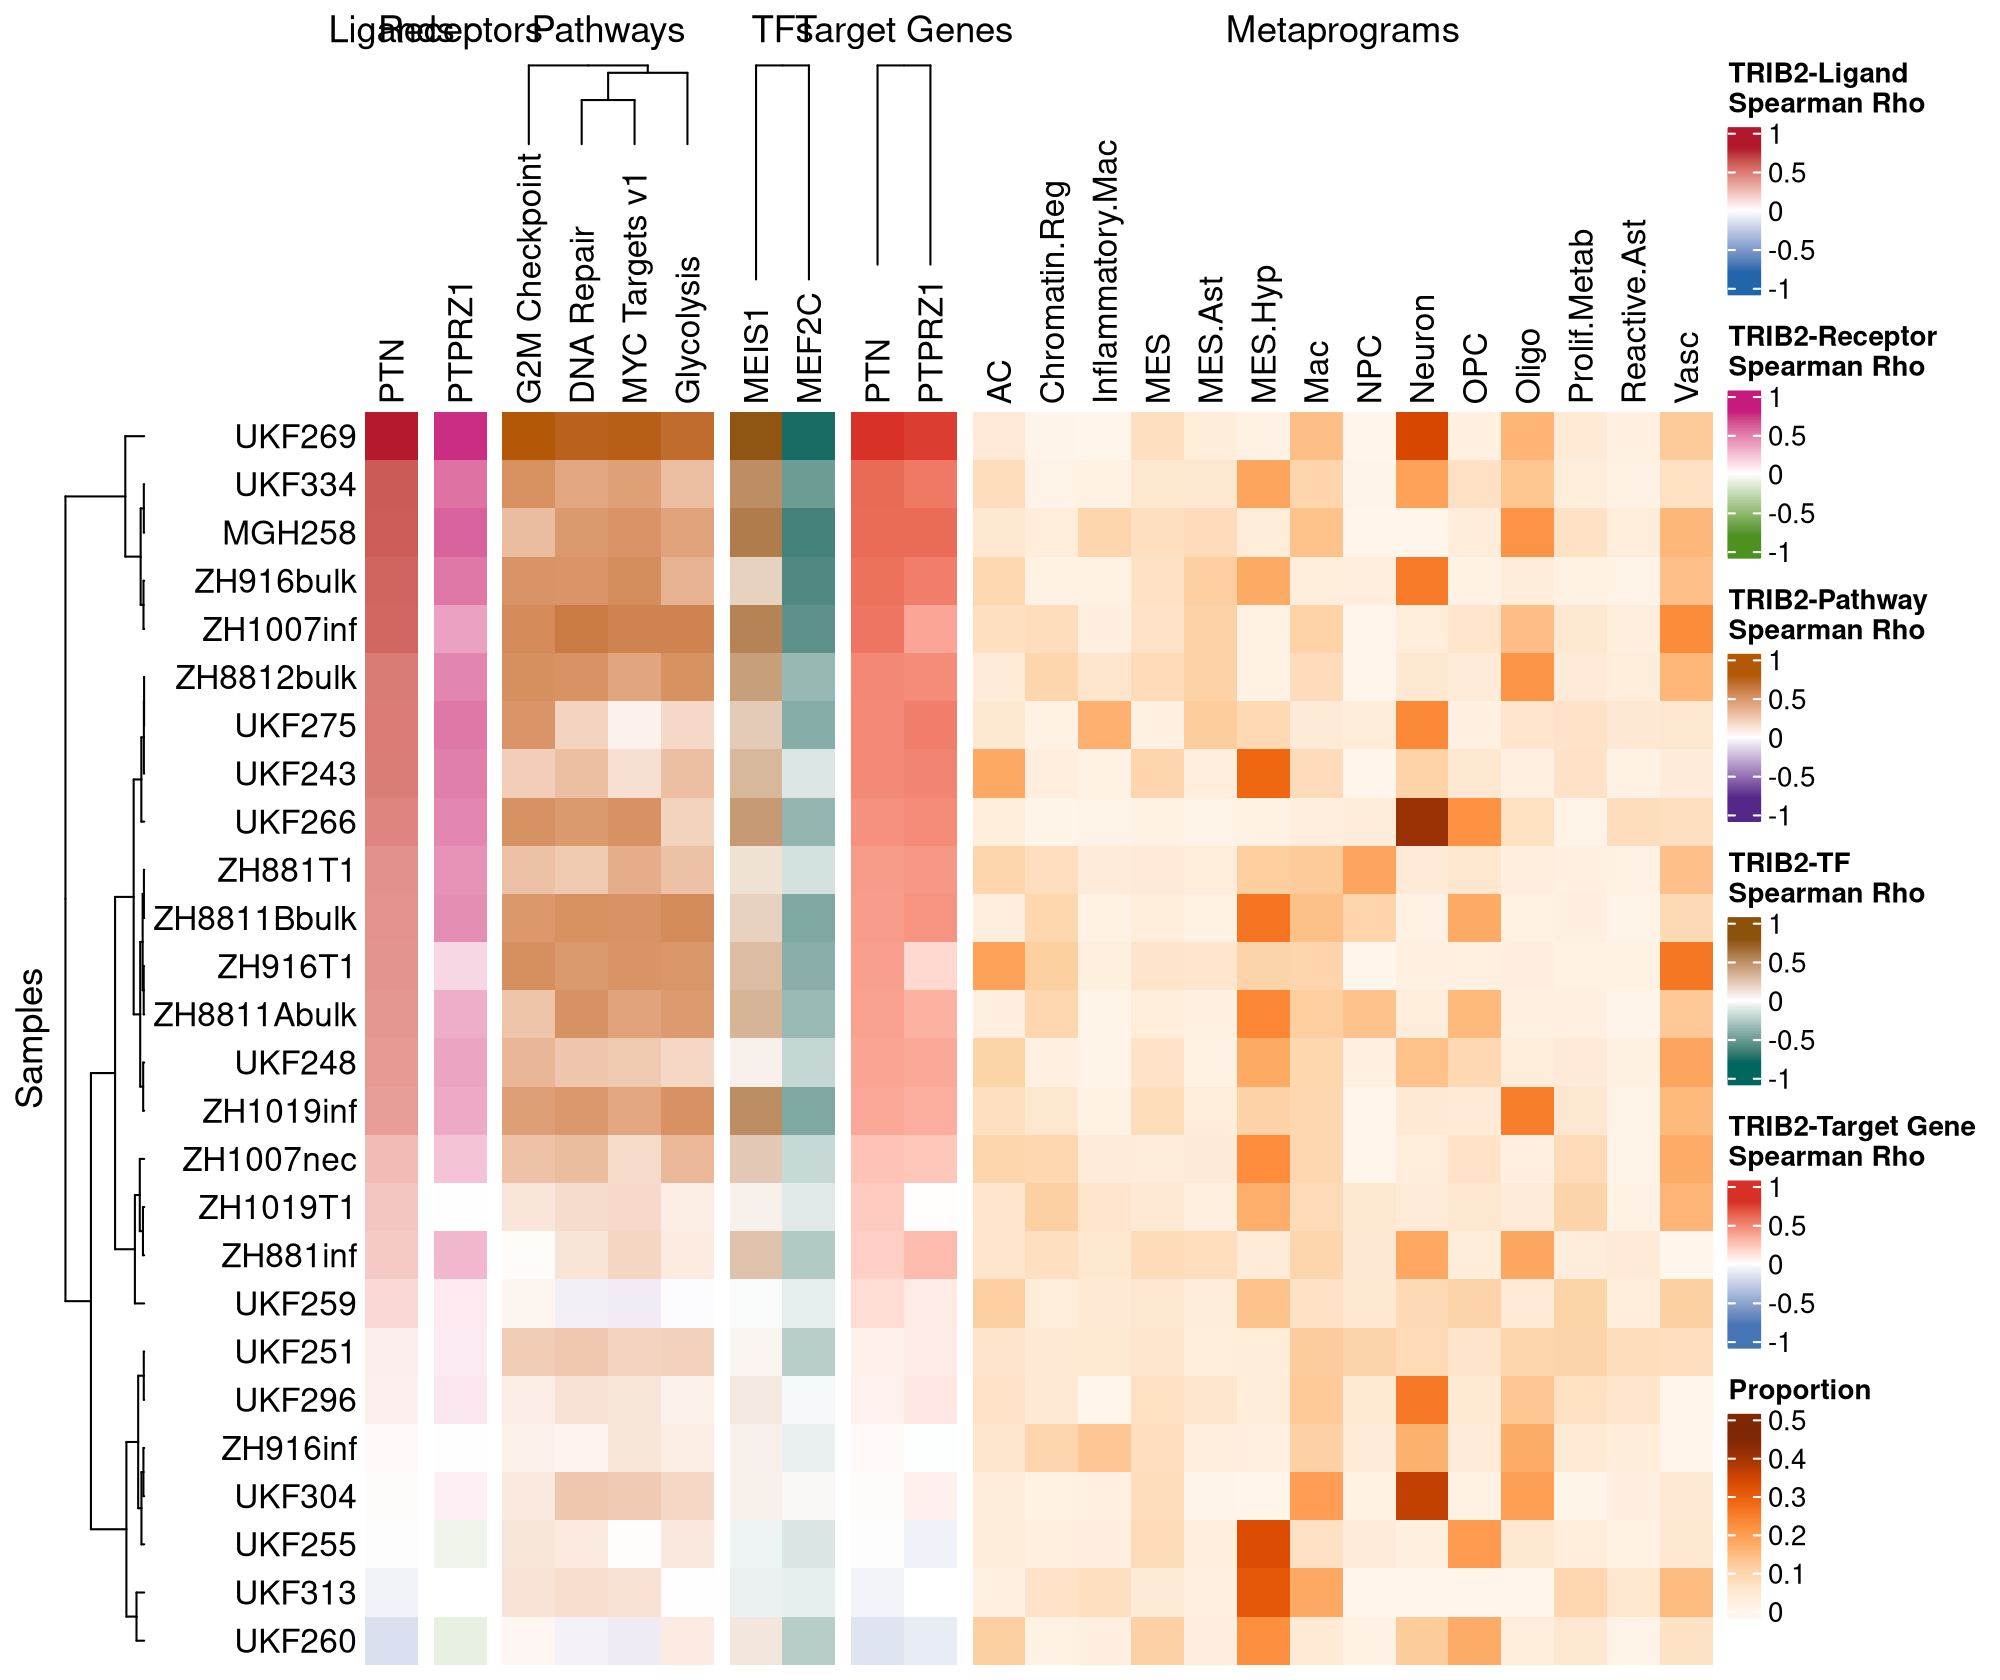 Ligands Receptors Pathways TFs Target Genes Metaprograms
PTN
PTPRZ1
G2M Checkpoint
DNA Repair
MYC Targets v1
Glycolysis
MEIS1
MEF2C
PTN
PTPRZ1
AC
Chromatin.Reg
Inflammatory.Mac
MES
MES.Ast
MES.Hyp
Mac
NPC
Neuron
OPC
Oligo
Prolif.Metab
Reactive.Ast
Vasc
Samples
UKF269
UKF334
MGH258
ZH916bulk
ZH1007inf
ZH8812bulk
UKF275
UKF243
UKF266
ZH881T1
ZH8811Bbulk
ZH916T1
ZH8811Abulk
UKF248
ZH1019inf
ZH1007nec
ZH1019T1
ZH881inf
UKF259
UKF251
UKF296
ZH916inf
UKF304
UKF255
UKF313
UKF260
TRIB2-Ligand
Spearman Rho
1
0.5
0
-0.5
-1
TRIB2-Receptor
Spearman Rho
1
0.5
0
-0.5
-1
TRIB2-Pathway
Spearman Rho
1
0.5
0
-0.5
-1
TRIB2-TF
Spearman Rho
1
0.5
0
-0.5
-1
TRIB2-Target Gene
Spearman Rho
1
0.5
0
-0.5
-1
Proportion
0.5
0.4
0.3
0.2
0.1
0